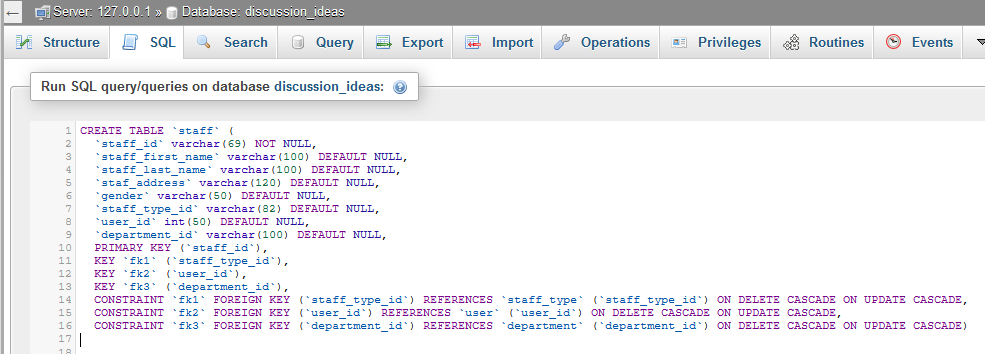 Server: 127.0.0.1 » Database: discussion_ideas
Structure SQL Search Query Export Import Operations Privileges Routines Events
Run SQL query/queries on database discussion_ideas:
1 CREATE TABLE `staff` (
2 `staff_id` varchar(69) NOT NULL,
3 `staff_first_name` varchar(100) DEFAULT NULL,
4 `staff_last_name` varchar(100) DEFAULT NULL,
5 `staf_address` varchar(120) DEFAULT NULL,
6 `gender` varchar(50) DEFAULT NULL,
7 `staff_type_id` varchar(82) DEFAULT NULL,
8 `user_id` int(50) DEFAULT NULL,
9 `department_id` varchar(100) DEFAULT NULL,
10 PRIMARY KEY (`staff_id`),
11 KEY `fk1` (`staff_type_id`),
12 KEY `fk2` (`user_id`),
13 KEY `fk3` (`department_id`),
14 CONSTRAINT `fk1` FOREIGN KEY (`staff_type_id`) REFERENCES `staff_type` (`staff_type_id`) ON DELETE CASCADE ON UPDATE CASCADE,
15 CONSTRAINT `fk2` FOREIGN KEY (`user_id`) REFERENCES `user` (`user_id`) ON DELETE CASCADE ON UPDATE CASCADE,
16 CONSTRAINT `fk3` FOREIGN KEY (`department_id`) REFERENCES `department` (`department_id`) ON DELETE CASCADE ON UPDATE CASCADE)
17
18